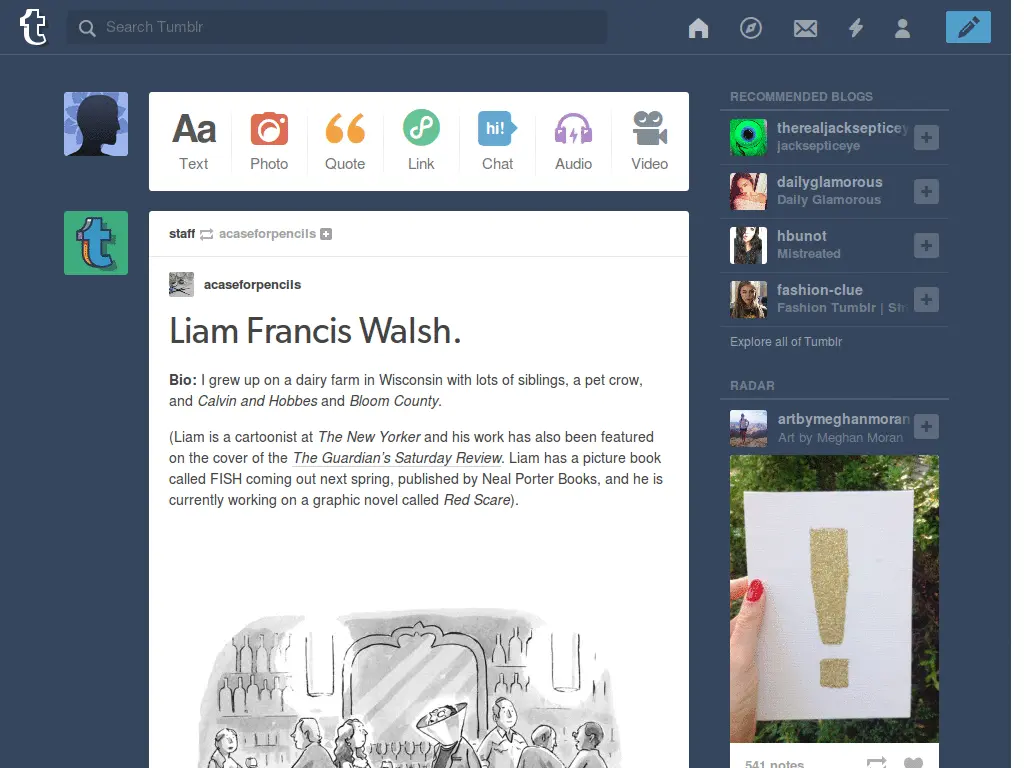 t
Search Tumblr
Aa
hi!
Text Photo Quote Link Chat Audio Video
t
staff acaseforpencils
acaseforpencils
Liam Francis Walsh.
Bio: I grew up on a dairy farm in Wisconsin with lots of siblings, a pet crow,
and Calvin and Hobbes and Bloom County.
(Liam is a cartoonist at The New Yorker and his work has also been featured
on the cover of the The Guardian’s Saturday Review. Liam has a picture book
called FISH coming out next spring, published by Neal Porter Books, and he is
currently working on a graphic novel called Red Scare).
RECOMMENDED BLOGS
therealjacksepticey
jacksepticeye
dailyglamorous
Daily Glamorous
hbunot
Mistreated
fashion-clue
Fashion Tumblr |
Explore all of Tumblr
RADAR
artbymeghanmoran
Art by Meghan Moran
!
541 notes